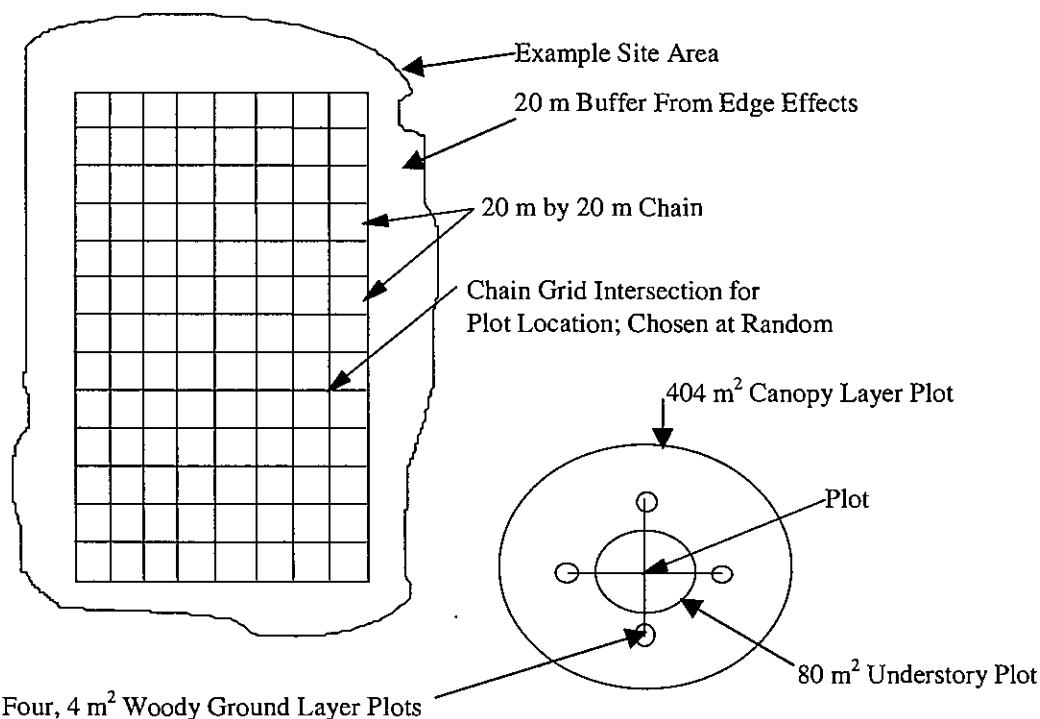 Example Site Area
20 m Buffer From Edge Effects
20 m by 20 m Chain
Chain Grid Intersection for
Plot Location; Chosen at Random
404 m² Canopy Layer Plot
Plot
80 m² Understory Plot
Four, 4 m² Woody Ground Layer Plots